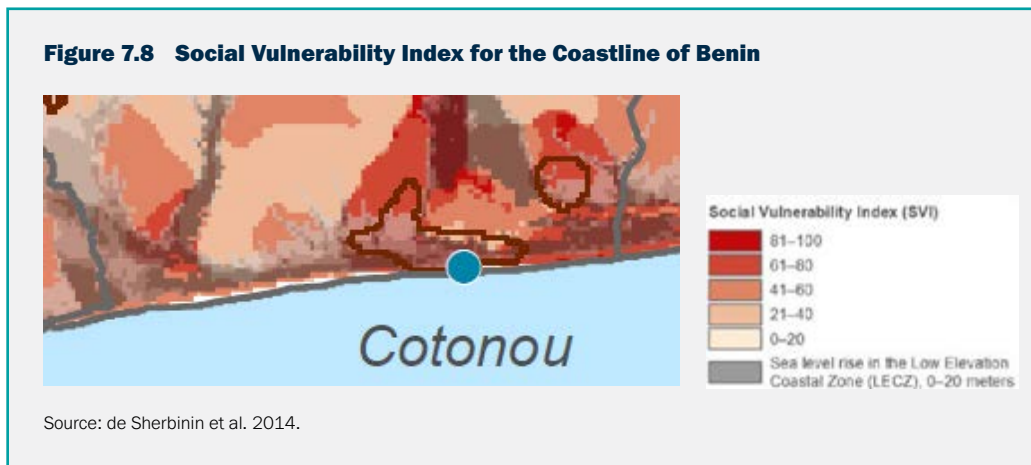 Figure 7.8 Social Vulnerability Index for the Coastline of Benin
Cotonou
Social Vulnerability Index (SVI)
81–100
61–80
41–60
21–40
0–20
Sea level rise in the Low Elevation
Coastal Zone (LECZ), 0–20 meters
Source: de Sherbinin et al. 2014.